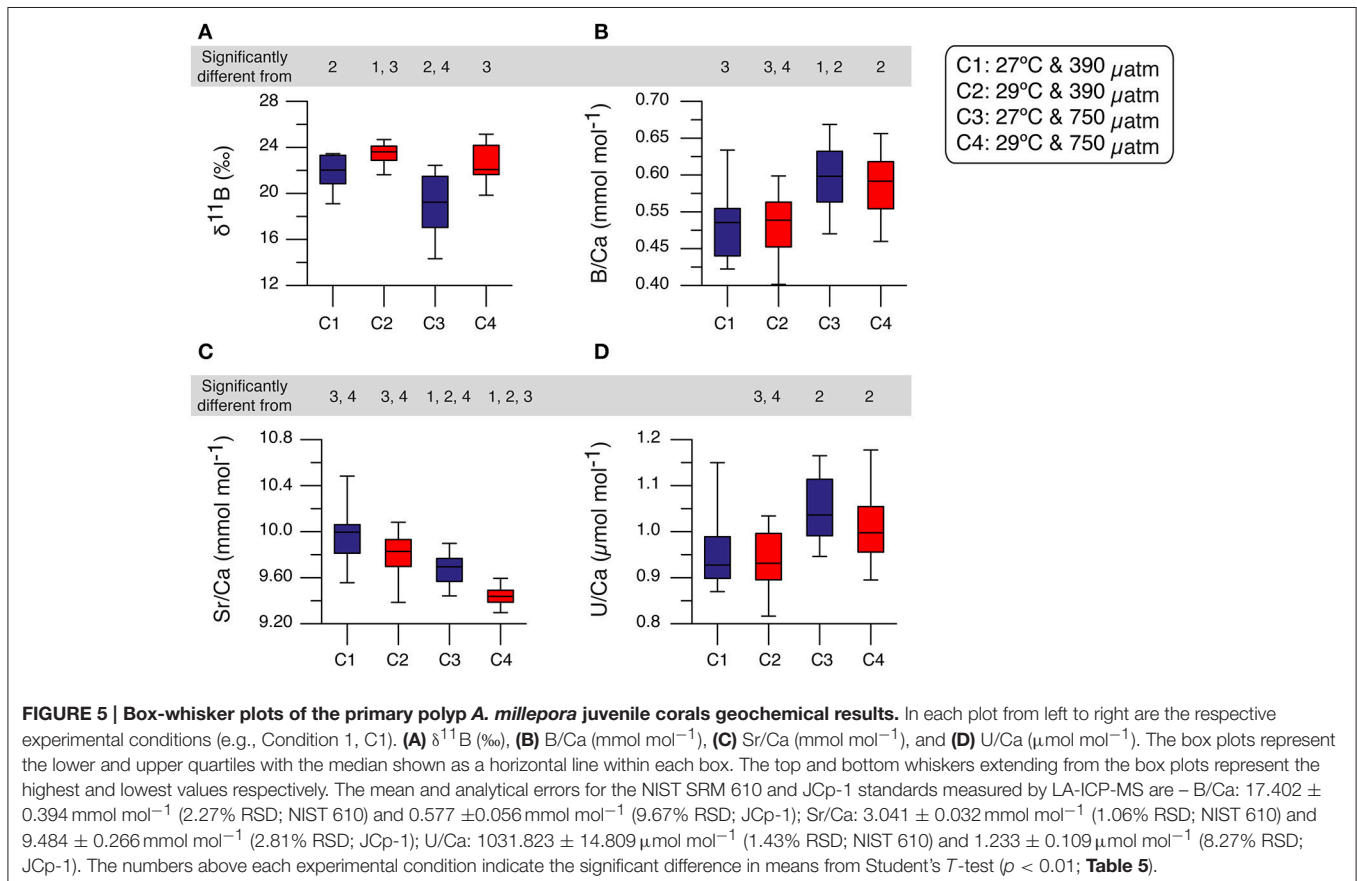 A
B
Significantly
different from
2 1, 3 2, 4 3
3 3, 4 1, 2 2
C1: 27ºC & 390 µatm
C2: 29ºC & 390 µatm
C3: 27ºC & 750 µatm
C4: 29ºC & 750 µatm
28
24
20
16
12
δ¹¹B (‰)
C1 C2 C3 C4
0.70
0.65
0.60
0.55
0.45
0.40
B/Ca (mmol mol⁻¹)
C1 C2 C3 C4
C
D
Significantly
different from
3, 4 3, 4 1, 2, 4 1, 2, 3
3, 4 2 2
10.8
10.4
10.0
9.60
9.20
Sr/Ca (mmol mol⁻¹)
C1 C2 C3 C4
1.2
1.1
1.0
0.9
0.8
U/Ca (µmol mol⁻¹)
C1 C2 C3 C4
FIGURE 5 | Box-whisker plots of the primary polyp A. millepora juvenile corals geochemical results. In each plot from left to right are the respective
experimental conditions (e.g., Condition 1, C1). (A) δ¹¹B (‰), (B) B/Ca (mmol mol⁻¹), (C) Sr/Ca (mmol mol⁻¹), and (D) U/Ca (µmol mol⁻¹). The box plots represent
the lower and upper quartiles with the median shown as a horizontal line within each box. The top and bottom whiskers extending from the box plots represent the
highest and lowest values respectively. The mean and analytical errors for the NIST SRM 610 and JCp-1 standards measured by LA-ICP-MS are – B/Ca: 17.402 ±
0.394 mmol mol⁻¹ (2.27% RSD; NIST 610) and 0.577 ±0.056 mmol mol⁻¹ (9.67% RSD; JCp-1); Sr/Ca: 3.041 ± 0.032 mmol mol⁻¹ (1.06% RSD; NIST 610) and
9.484 ± 0.266 mmol mol⁻¹ (2.81% RSD; JCp-1); U/Ca: 1031.823 ± 14.809 µmol mol⁻¹ (1.43% RSD; NIST 610) and 1.233 ± 0.109 µmol mol⁻¹ (8.27% RSD;
JCp-1). The numbers above each experimental condition indicate the significant difference in means from Student's T-test (p < 0.01; Table 5).